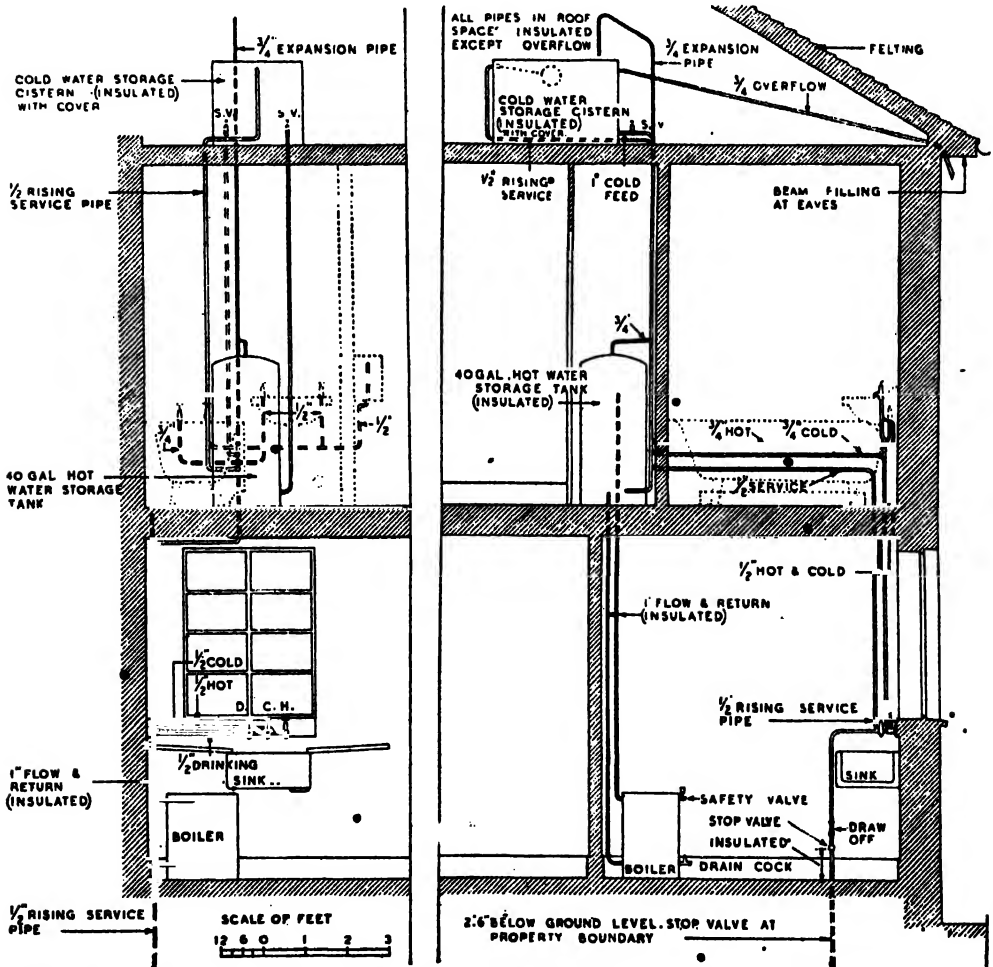 3/4" EXPANSION PIPE
COLD WATER STORAGE
CISTERN (INSULATED)
WITH COVER
S.V.
S.V.
1/2 RISING
SERVICE PIPE
3/4
1/2
1/2"
40 GAL HOT
WATER STORAGE
TANK
1/2" COLD
1/2" HOT
D. C. H.
1/2" DRINKING
SINK
1" FLOW &
RETURN
(INSULATED)
BOILER
1/2" RISING SERVICE
PIPE
SCALE OF FEET
12 6 0 1 2 3
ALL PIPES IN ROOF
SPACE INSULATED
EXCEPT OVERFLOW
3/4 EXPANSION
PIPE
FELTING
3/4 OVERFLOW
COLD WATER
STORAGE CISTERN
(INSULATED)
WITH COVER
S.V
1/2" RISING
SERVICE
1" COLD
FEED
BEAM FILLING
AT EAVES
3/4"
40 GAL. HOT WATER
STORAGE TANK
(INSULATED)
3/4 HOT
3/4 COLD
1/2 SERVICE
1/2" HOT & COLD
1" FLOW & RETURN
(INSULATED)
1/2" RISING SERVICE
PIPE
SINK
SAFETY VALVE
STOP VALVE
DRAW
OFF
INSULATED
BOILER
DRAIN COCK
2'.6" BELOW GROUND LEVEL. STOP VALVE AT
PROPERTY BOUNDARY